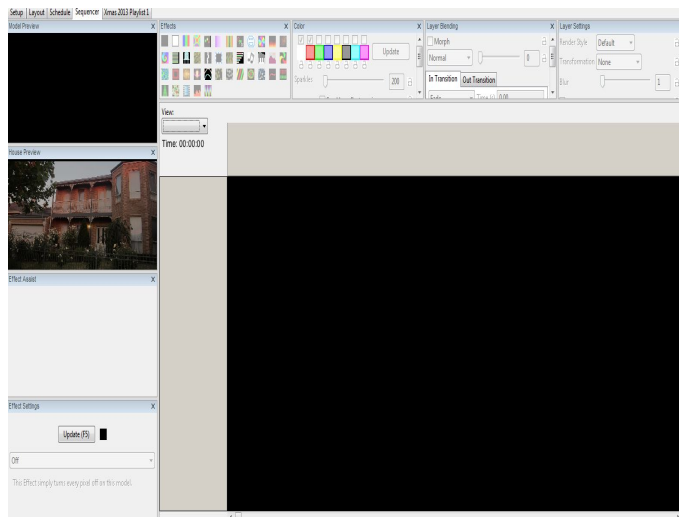 Setup Layout Schedule Sequencer Xmas 2013 Playlist 1
Model Preview X
Effects X
Color X
Layer Blending X
Layer Settings
Update
Sparkles 200
Morph
Normal 0
In Transition Out Transition
Fade Time (s) 0.00
Render Style Default
Transformation None
Blur 1
View:
Time: 00:00:00
House Preview X
Effect Assist X
Effect Settings X
Update (F5)
Off
This Effect simply turns every pixel off on this model.